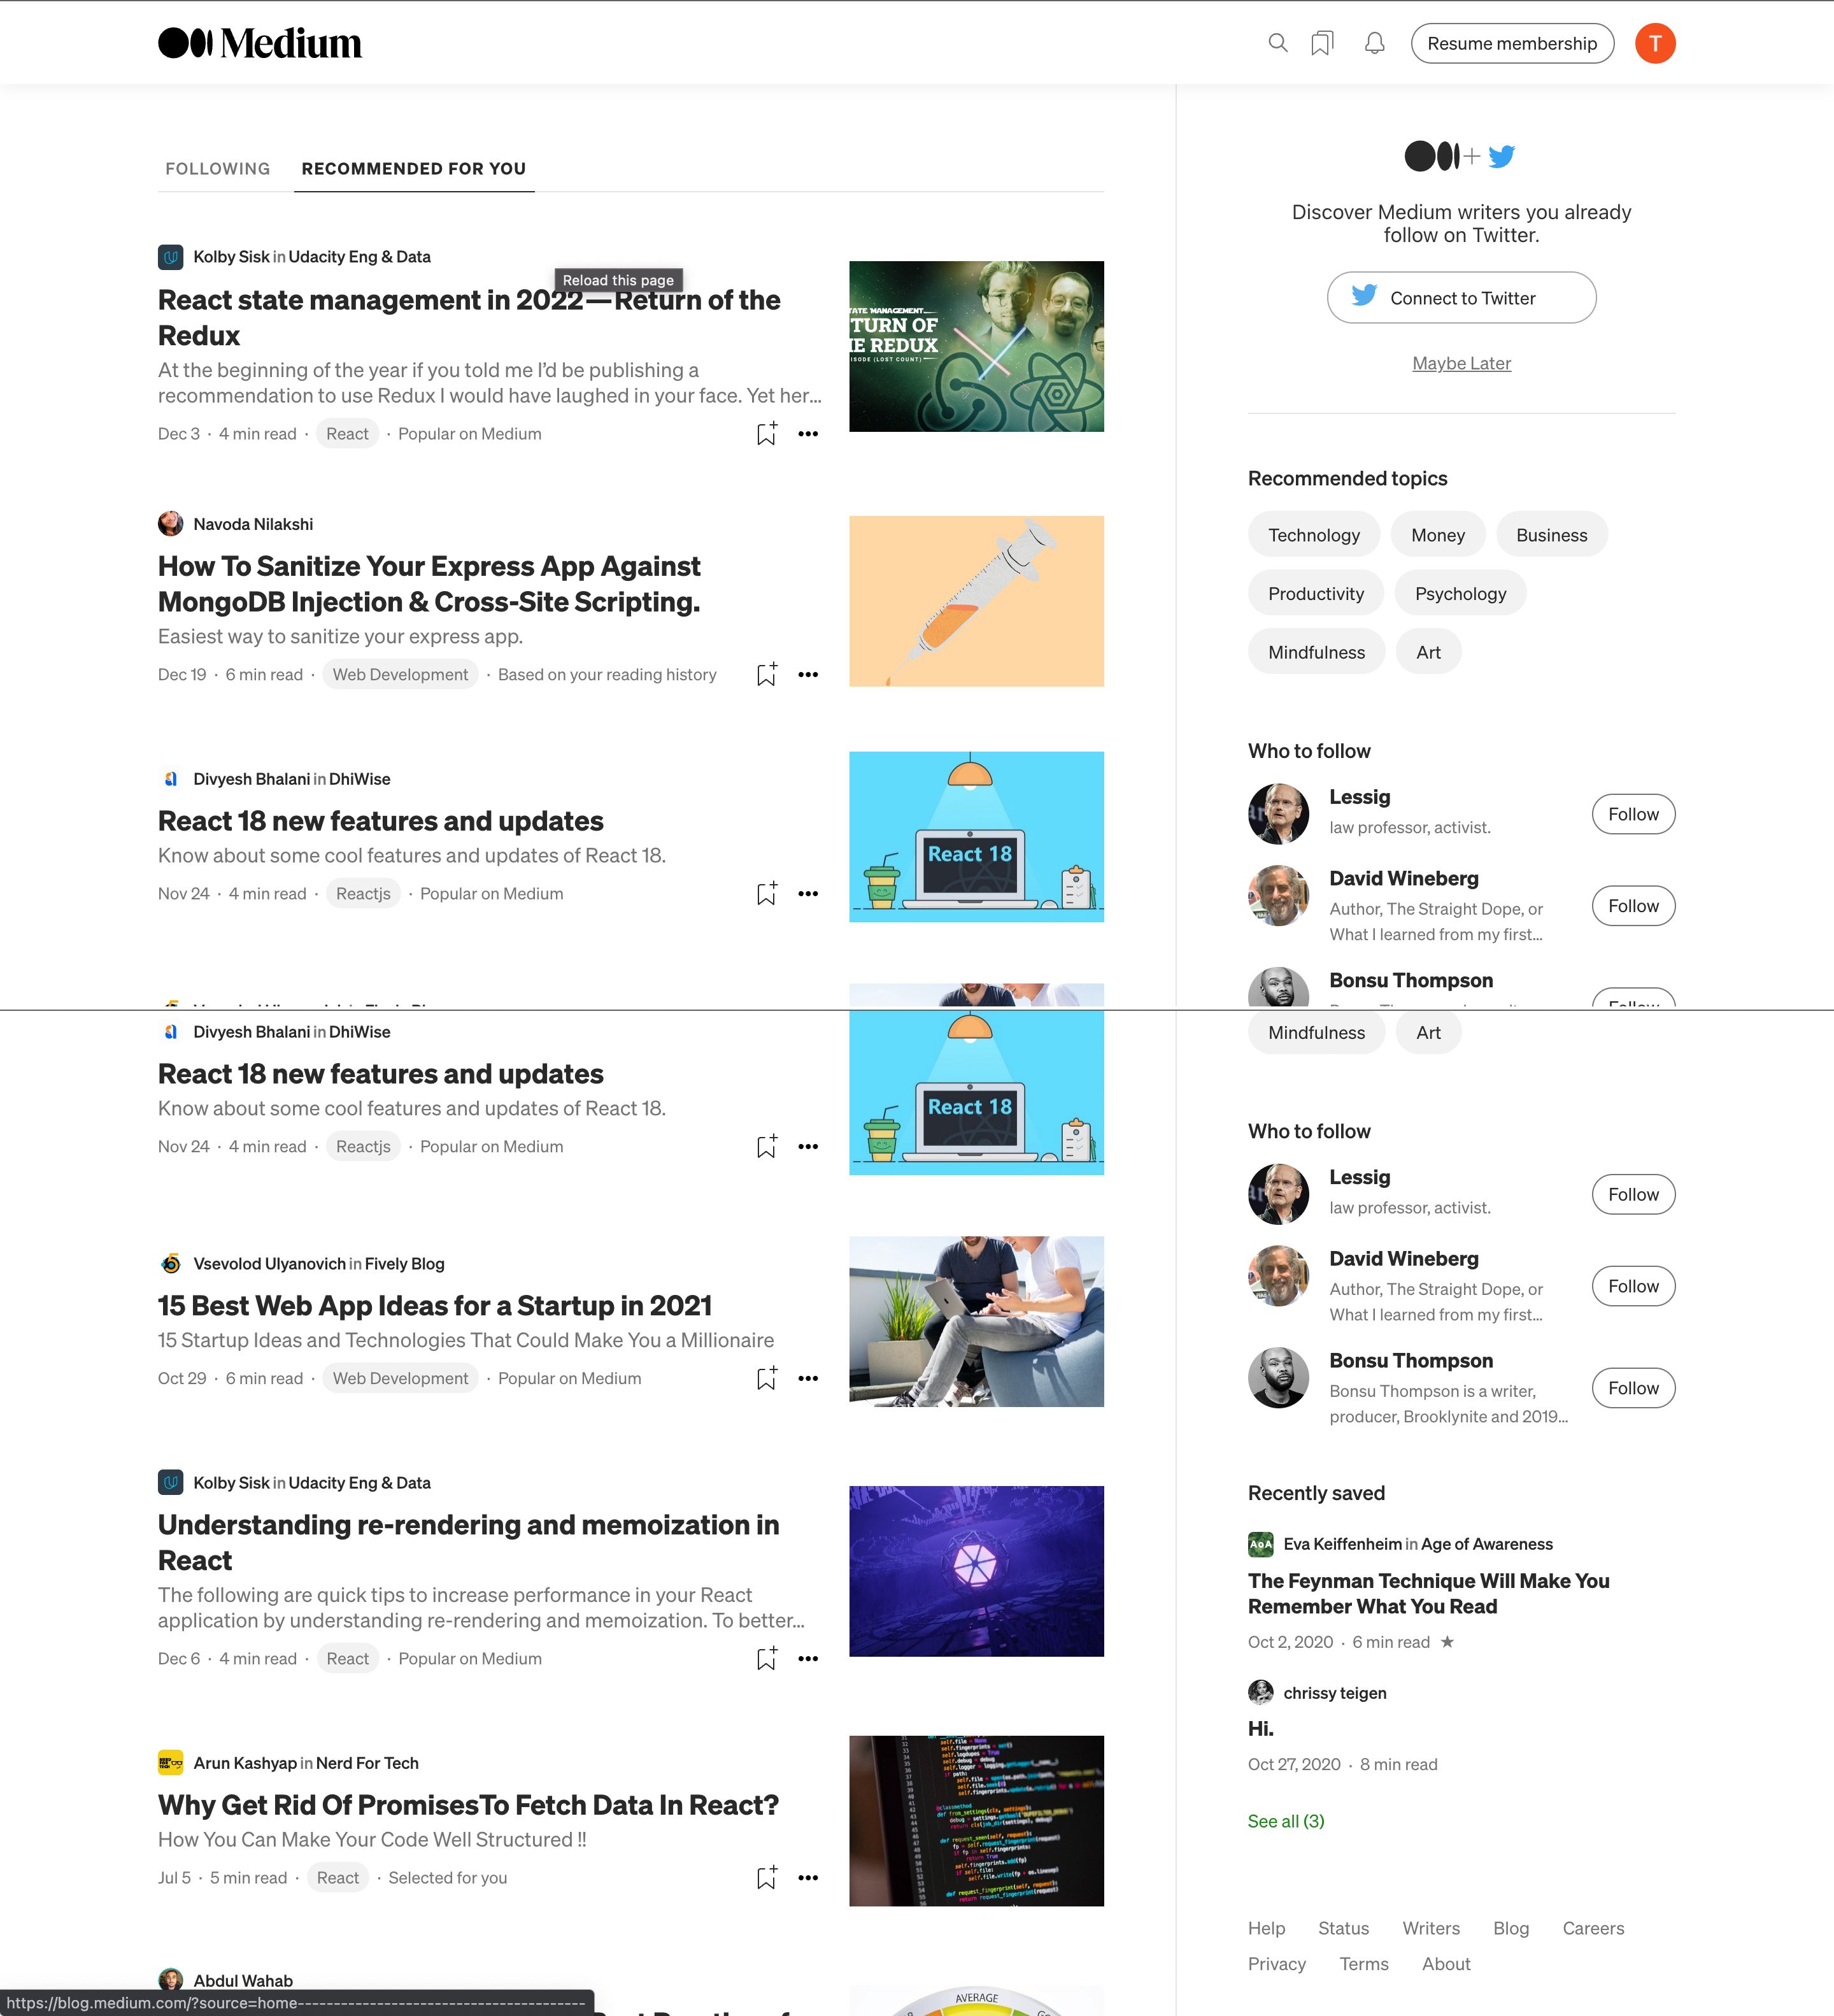 Medium
Resume membership
T
FOLLOWING
RECOMMENDED FOR YOU
Kolby Sisk in Udacity Eng & Data
Reload this page
React state management in 2022—Return of the
Redux
At the beginning of the year if you told me I'd be publishing a
recommendation to use Redux I would have laughed in your face. Yet her...
Dec 3 · 4 min read · React · Popular on Medium
TATE MANAGEMENT
TURN OF
E REDUX
ISODE (LOST COUNT)
Navoda Nilakshi
How To Sanitize Your Express App Against
MongoDB Injection & Cross-Site Scripting.
Easiest way to sanitize your express app.
Dec 19 · 6 min read · Web Development · Based on your reading history
Divyesh Bhalani in DhiWise
React 18 new features and updates
Know about some cool features and updates of React 18.
Nov 24 · 4 min read · Reactjs · Popular on Medium
React 18
Discover Medium writers you already
follow on Twitter.
Connect to Twitter
Maybe Later
Recommended topics
Technology
Money
Business
Productivity
Psychology
Mindfulness
Art
Who to follow
Lessig
law professor, activist.
Follow
David Wineberg
Author, The Straight Dope, or
What I learned from my first...
Follow
Bonsu Thompson
Divyesh Bhalani in DhiWise
React 18 new features and updates
Know about some cool features and updates of React 18.
Nov 24 · 4 min read · Reactjs · Popular on Medium
React 18
Vsevolod Ulyanovich in Fively Blog
15 Best Web App Ideas for a Startup in 2021
15 Startup Ideas and Technologies That Could Make You a Millionaire
Oct 29 · 6 min read · Web Development · Popular on Medium
Kolby Sisk in Udacity Eng & Data
Understanding re-rendering and memoization in
React
The following are quick tips to increase performance in your React
application by understanding re-rendering and memoization. To better...
Dec 6 · 4 min read · React · Popular on Medium
Arun Kashyap in Nerd For Tech
Why Get Rid Of PromisesTo Fetch Data In React?
How You Can Make Your Code Well Structured !!
Jul 5 · 5 min read · React · Selected for you
Abdul Wahab
AVERAGE
https://blog.medium.com/?source=home----------------------------------------
Mindfulness
Art
Who to follow
Lessig
law professor, activist.
Follow
David Wineberg
Author, The Straight Dope, or
What I learned from my first...
Follow
Bonsu Thompson
Bonsu Thompson is a writer,
producer, Brooklynite and 2019...
Follow
Recently saved
AoA
Eva Keiffenheim in Age of Awareness
The Feynman Technique Will Make You
Remember What You Read
Oct 2, 2020 · 6 min read
chrissy teigen
Hi.
Oct 27, 2020 · 8 min read
See all (3)
Help
Status
Writers
Blog
Careers
Privacy
Terms
About